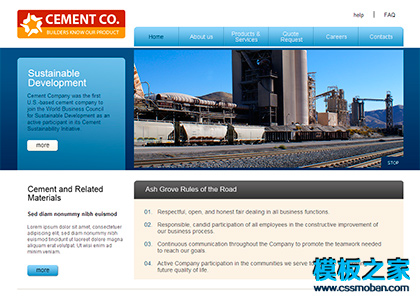 CEMENT CO.
BUILDERS KNOW OUR PRODUCT
help | FAQ
Home
About us
Products &
Services
Quote
Request
Careers
Contacts
Sustainable
Development
Cement Company was the first
U.S.-based cement company to
join the World Business Council
for Sustainable Development as an
active participant in its Cement
Sustainability Initiative.
more
STOP
Cement and Related
Materials
Sed diam nonummy nibh euismod
Lorem ipsum dolor sit amet, consectetuer
adipiscing elit, sed diam nonummy nibh
euismod tincidunt ut laoreet dolore magna
aliquam erat volutpat. Ut wisi enim ad
minim veniam.
more
Ash Grove Rules of the Road
01. Respectful, open, and honest fair dealing in all business functions.
02. Responsible, candid participation of all employees in the constructive improvement of
our business process.
03. Continuous communication throughout the Company to promote the teamwork needed
to reach our goals
04. Active Company participation in the communities we serve
future quality of life
模板之家
www.cssmoban.com